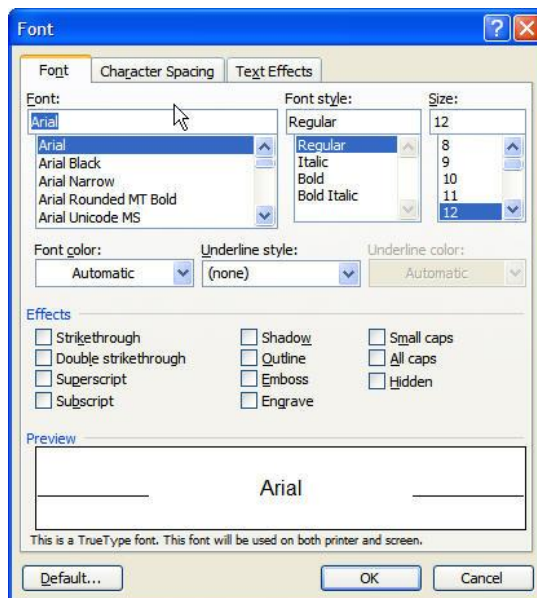 Font
Font Character Spacing Text Effects
Font: Font style: Size:
Arial Regular 12
Arial Regular 8
Arial Black Italic 9
Arial Narrow Bold 10
Arial Rounded MT Bold Bold Italic 11
Arial Unicode MS 12
Font color: Underline style: Underline color:
Automatic (none) Automatic
Effects
Strikethrough Shadow Small caps
Double strikethrough Outline All caps
Superscript Emboss Hidden
Subscript Engrave
Preview
Arial
This is a TrueType font. This font will be used on both printer and screen.
Default... OK Cancel